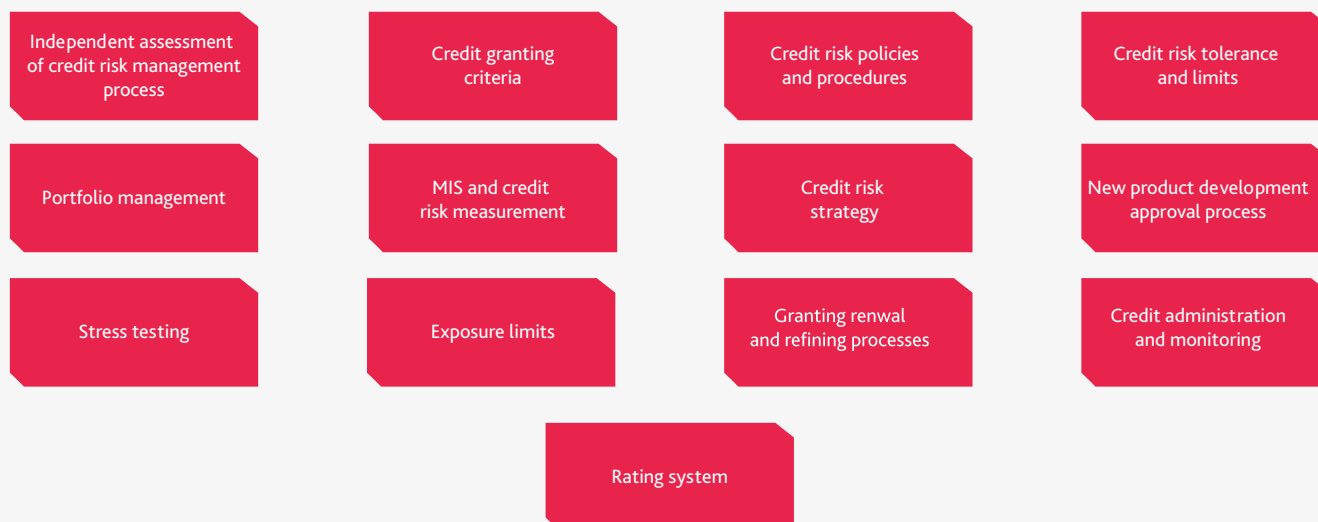 Independent assessment
of credit risk management
process
Credit granting
criteria
Credit risk policies
and procedures
Credit risk tolerance
and limits
Portfolio management
MIS and credit
risk measurement
Credit risk
strategy
New product development
approval process
Stress testing
Exposure limits
Granting renwal
and refining processes
Credit administration
and monitoring
Rating system